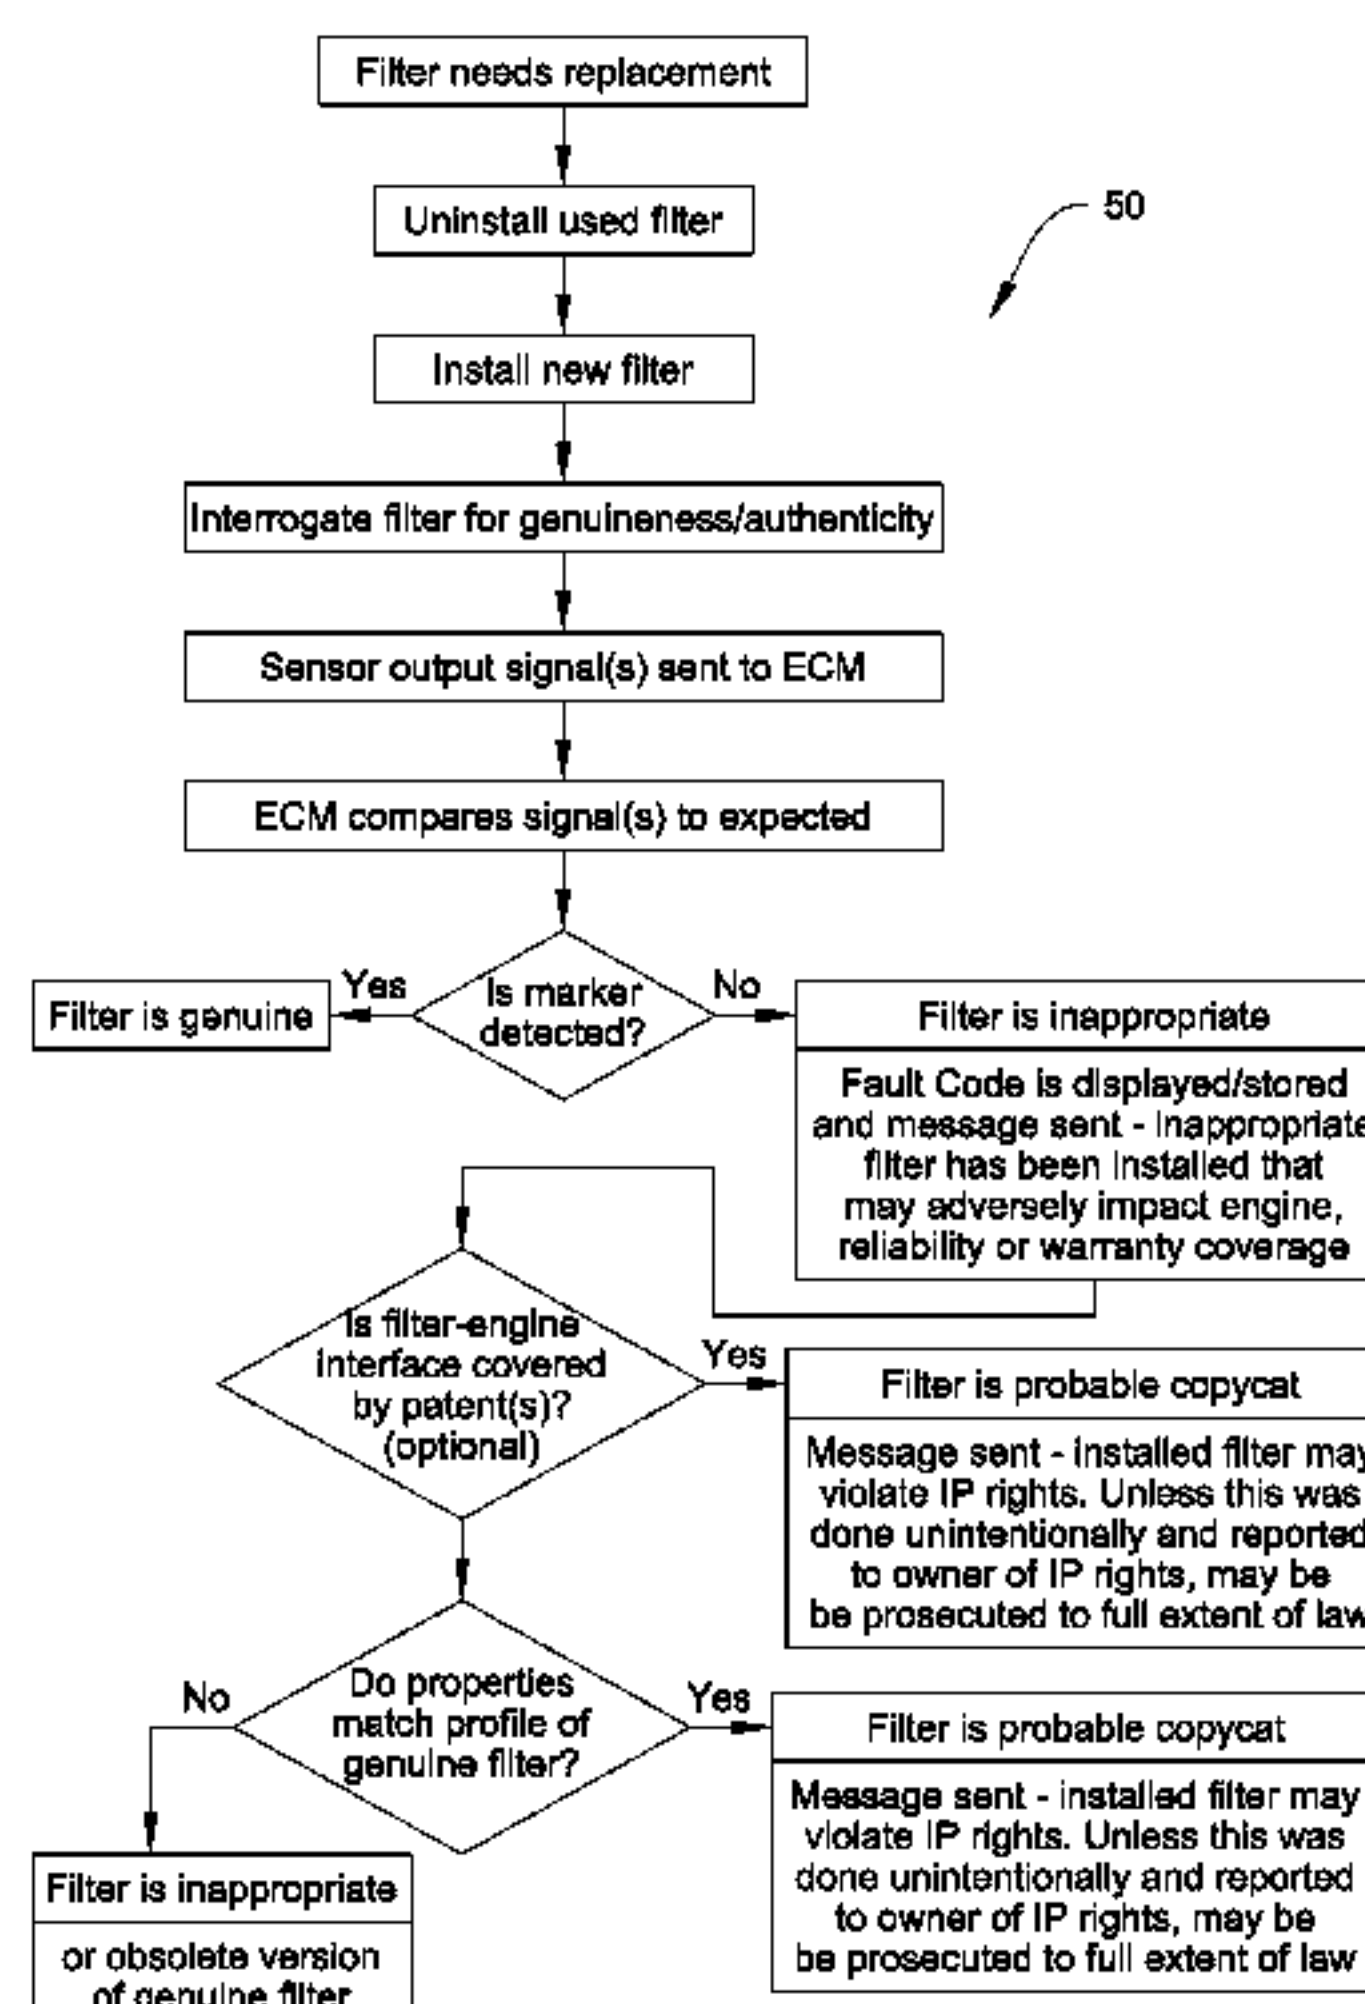 Filter needs replacement
50
Uninstall used filter
Install new filter
Interrogate filter for genuineness/authenticity
Sensor output signal(s) sent to ECM
ECM compares signal(s) to expected
Yes
Is marker
detected?
No
Filter is genuine
Filter is inappropriate
Fault Code is displayed/stored
and message sent - Inappropriate
filter has been installed that
may adversely impact engine,
reliability or warranty coverage
Is filter-engine
interface covered
by patent(s)?
(optional)
Yes
Filter is probable copycat
Message sent - installed filter may
violate IP rights. Unless this was
done unintentionally and reported
to owner of IP rights, may be
be prosecuted to full extent of law
No
Do properties
match profile of
genuine filter?
Yes
Filter is probable copycat
Message sent - installed filter may
violate IP rights. Unless this was
done unintentionally and reported
to owner of IP rights, may be
be prosecuted to full extent of law
Filter is inappropriate
or obsolete version
of genuine filter